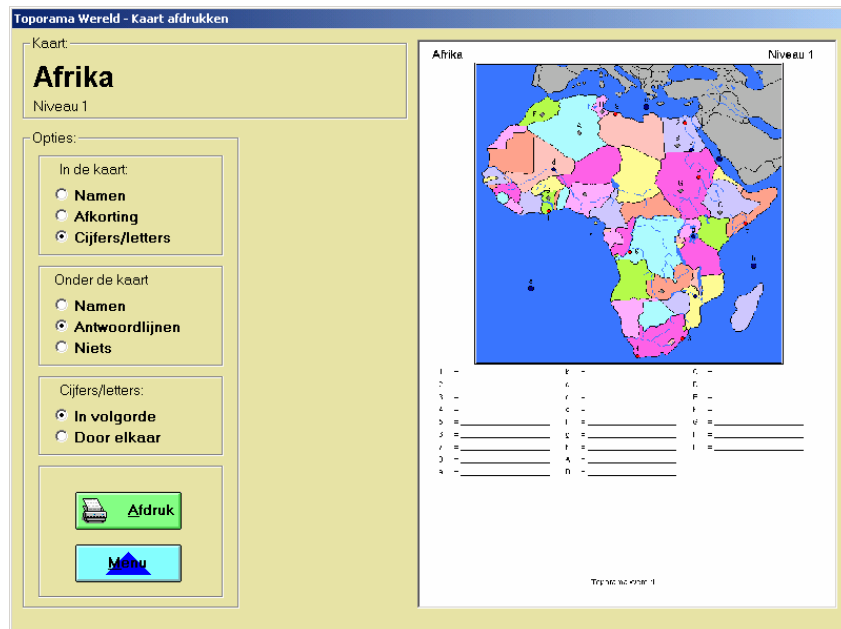 Toporama Wereld - Kaart afdrukken
Kaart:
Afrika
Niveau 1
Opties:
In de kaart:
Namen
Afkorting
Cijfers/letters
Onder de kaart
Namen
Antwoordlijnen
Niets
Cijfers/letters:
In volgorde
Door elkaar
Afdruk
Menu
Afrika
Niveau 1